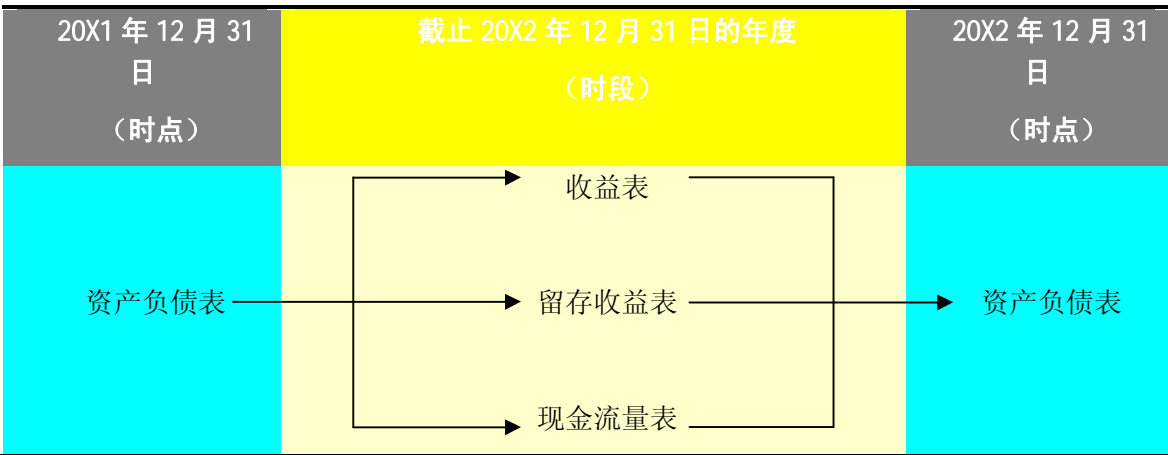 20X1 年 12 月 31
日
（时点）
截止 20X2 年 12 月 31 日的年度
（时段）
20X2 年 12 月 31
日
（时点）
收益表
资产负债表
留存收益表
资产负债表
现金流量表